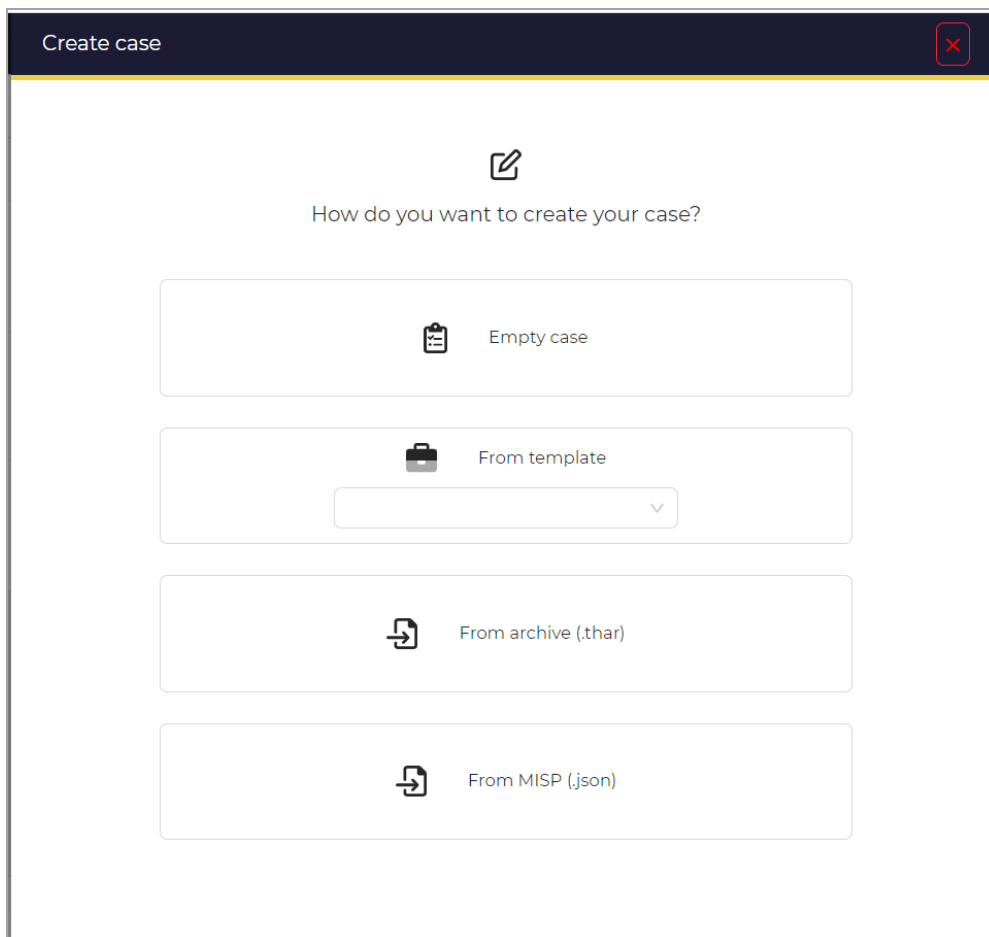 Create case
How do you want to create your case?
Empty case
From template
From archive (.thar)
From MISP (.json)